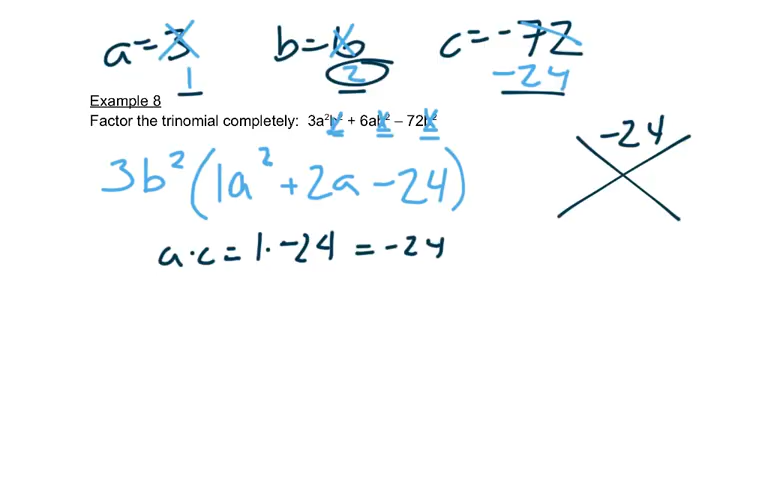 a = 3 b = 6 c = -72
1 2 -24
Example 8
Factor the trinomial completely: 3a²b² + 6ab² – 72b²
-24
3b²(1a² + 2a - 24)
a·c = 1·-24 = -24